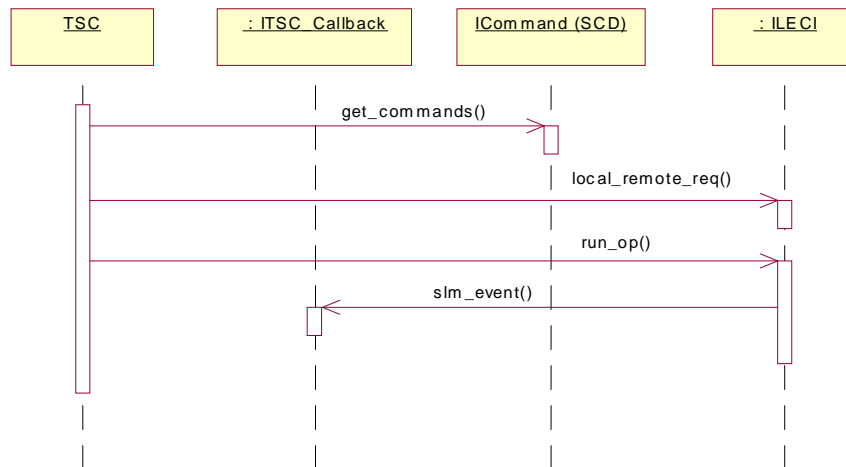 TSC
: ITSC_Callback
ICommand (SCD)
: ILECI
get_commands()
local_remote_req()
run_op()
slm_event()